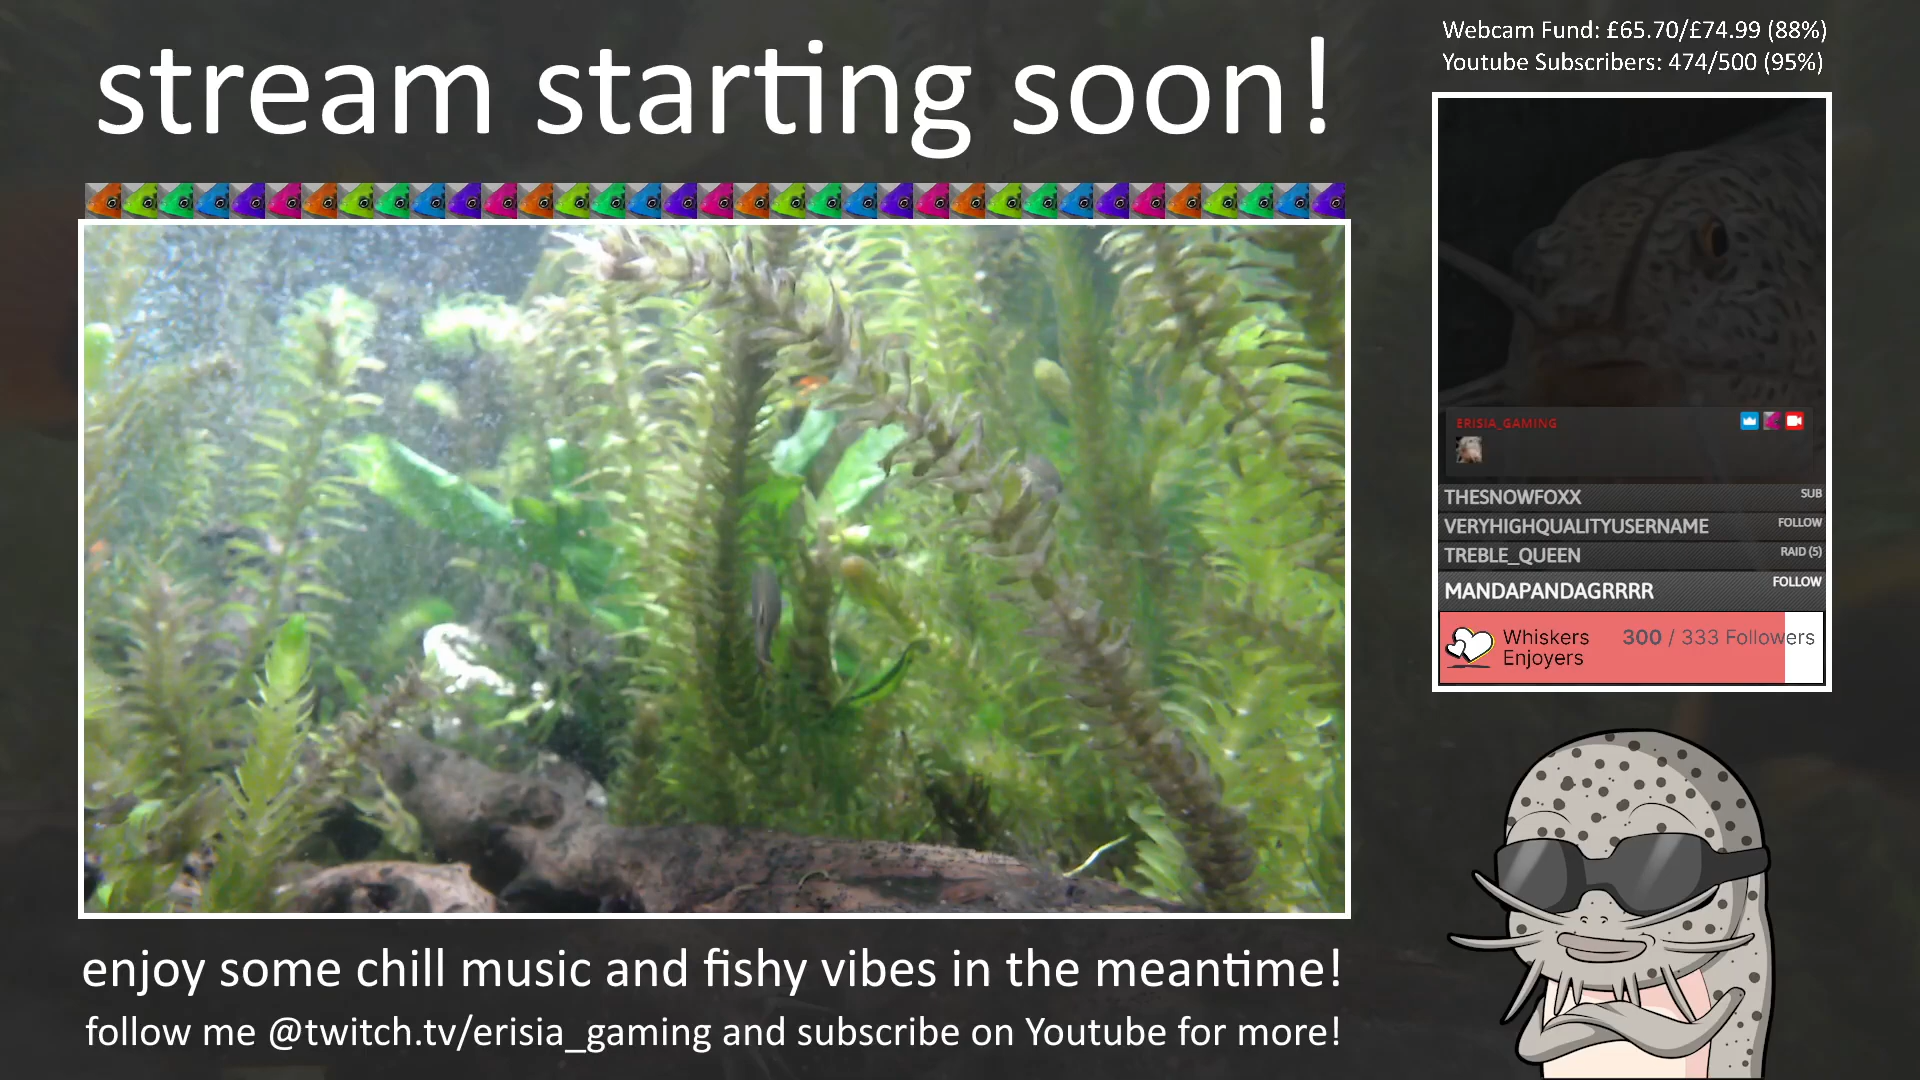 stream starting soon!
Webcam Fund: £65.70/£74.99 (88%)
Youtube Subscribers: 474/500 (95%)
ERISIA_GAMING
THESNOWFOXX SUB
VERYHIGHQUALITYUSERNAME FOLLOW
TREBLE_QUEEN RAID (5)
MANDAPANDAGRRRR FOLLOW
Whiskers Enjoyers 300 / 333 Followers
enjoy some chill music and fishy vibes in the meantime!
follow me @twitch.tv/erisia_gaming and subscribe on Youtube for more!